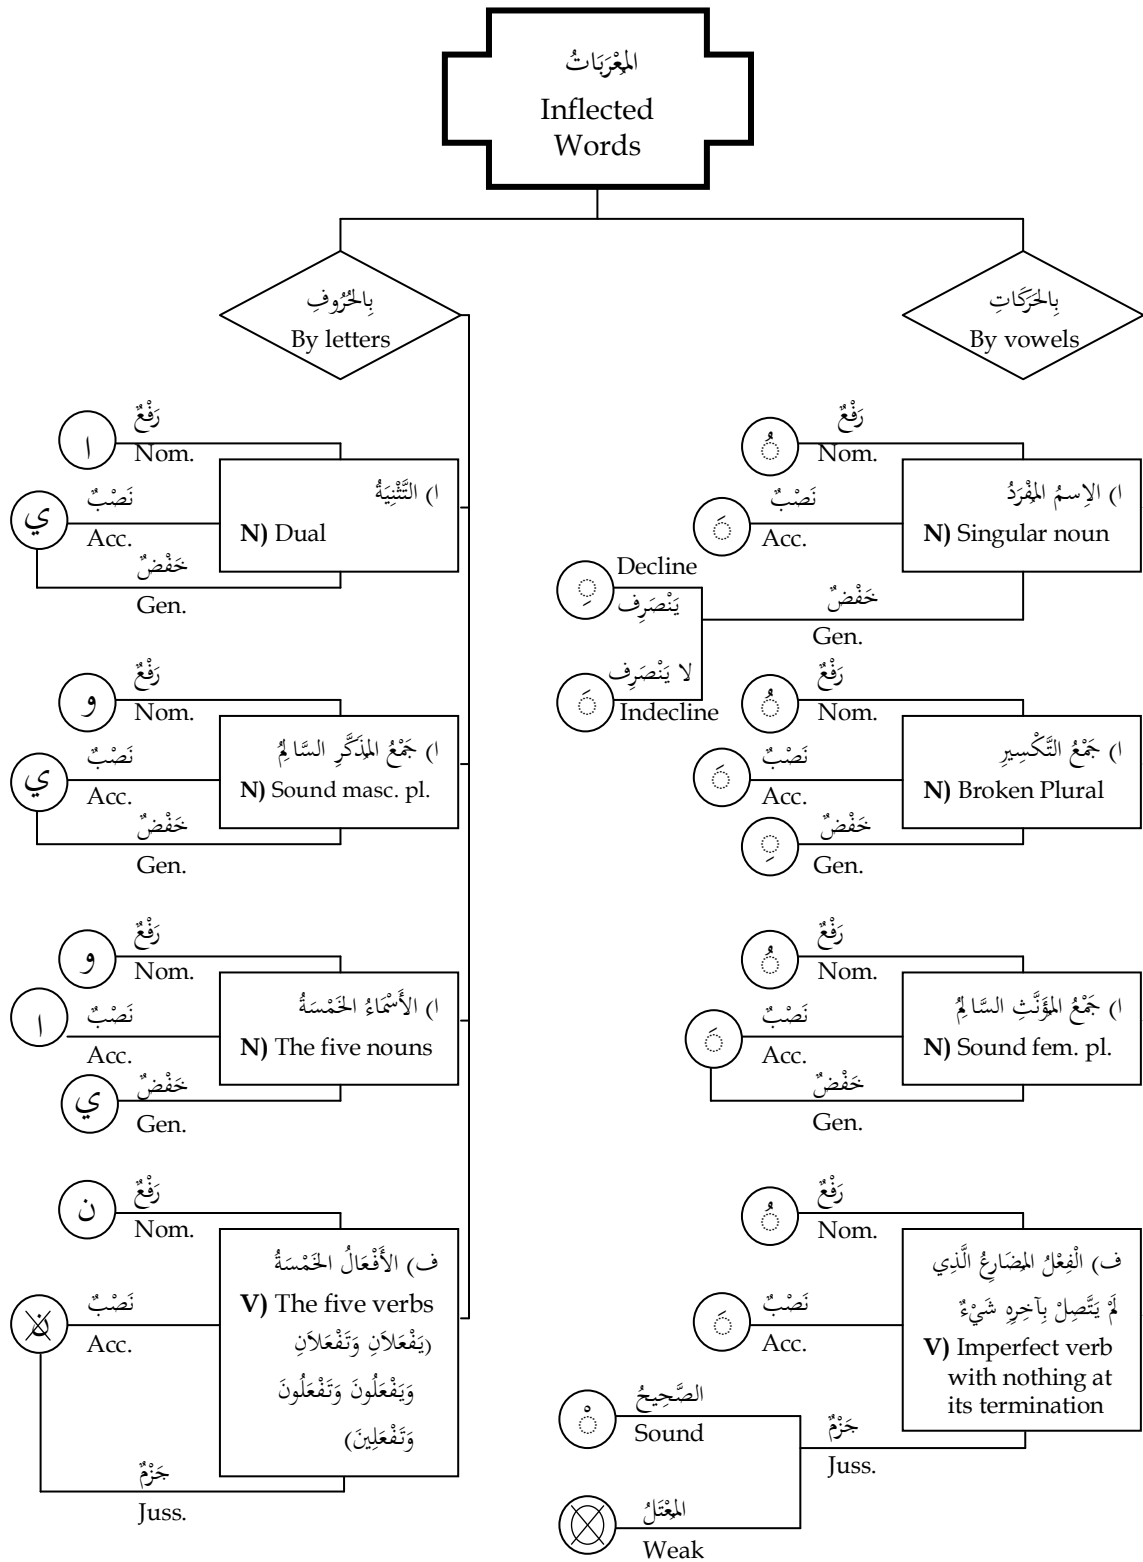 المُعْرَبَاتُ
Inflected
Words
بِالحُرُوفِ
By letters
بِالحَرَكَاتِ
By vowels
رَفْعٌ
Nom.
ا
نَصْبٌ
Acc.
ي
خَفْضٌ
Gen.
ا) التَّثْنِيَةُ
N) Dual
رَفْعٌ
Nom.
و
نَصْبٌ
Acc.
ي
خَفْضٌ
Gen.
ا) جَمْعُ المُذَكَّرِ السَّالِمُ
N) Sound masc. pl.
رَفْعٌ
Nom.
و
نَصْبٌ
Acc.
ا
خَفْضٌ
Gen.
ي
ا) الأَسْمَاءُ الخَمْسَةُ
N) The five nouns
رَفْعٌ
Nom.
ن
نَصْبٌ
Acc.
ن
جَزْمٌ
Juss.
ف) الأَفْعَالُ الخَمْسَةُ
V) The five verbs
(يَفْعَلاَنِ وَتَفْعَلاَنِ
وَيَفْعَلُونَ وَتَفْعَلُونَ
وَتَفْعَلِينَ)
رَفْعٌ
Nom.
◌ُ
نَصْبٌ
Acc.
◌َ
خَفْضٌ
Gen.
Decline
يَنْصَرِف
◌ِ
لا يَنْصَرِف
Indecline
◌َ
ا) الاِسمُ المُفْرَدُ
N) Singular noun
رَفْعٌ
Nom.
◌ُ
نَصْبٌ
Acc.
◌َ
خَفْضٌ
Gen.
◌ِ
ا) جَمْعُ التَّكْسِيرِ
N) Broken Plural
رَفْعٌ
Nom.
◌ُ
نَصْبٌ
Acc.
◌َ
خَفْضٌ
Gen.
ا) جَمْعُ المُؤَنَّثِ السَّالِمُ
N) Sound fem. pl.
رَفْعٌ
Nom.
◌ُ
نَصْبٌ
Acc.
◌َ
جَزْمٌ
Juss.
الصَّحِيحُ
Sound
◌ْ
المُعْتَلُ
Weak
ف) الْفِعْلُ المُضَارِعُ الَّذِي
لَمْ يَتَّصِلْ بِآخِرِهِ شَيْءٌ
V) Imperfect verb
with nothing at
its termination